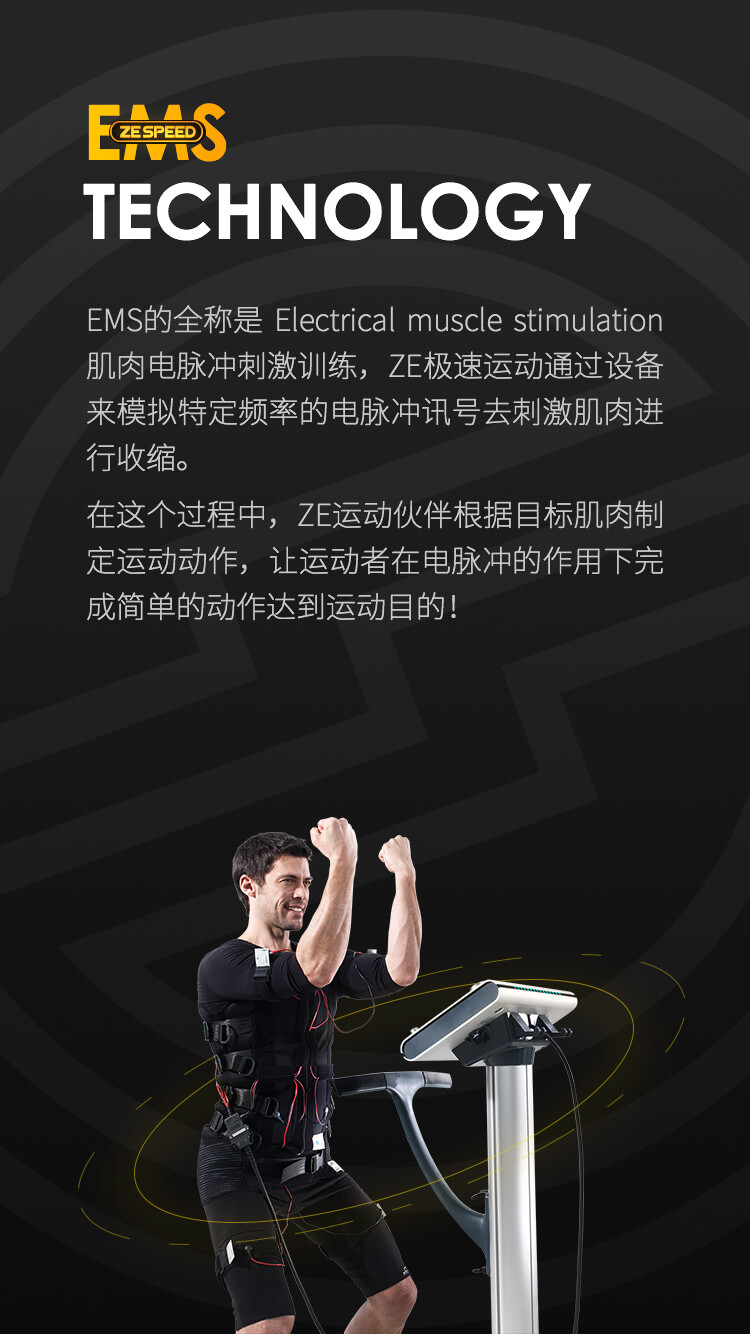 EMS
ZE SPEED
TECHNOLOGY
EMS的全称是 Electrical muscle stimulation
肌肉电脉冲刺激训练，ZE极速运动通过设备
来模拟特定频率的电脉冲讯号去刺激肌肉进
行收缩。
在这个过程中，ZE运动伙伴根据目标肌肉制
定运动动作，让运动者在电脉冲的作用下完
成简单的动作达到运动目的！